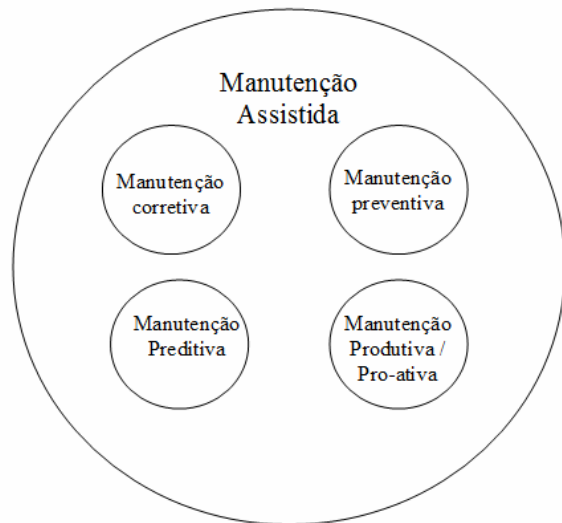 Manutenção
Assistida
Manutenção
corretiva
Manutenção
preventiva
Manutenção
Preditiva
Manutenção
Produtiva /
Pro-ativa